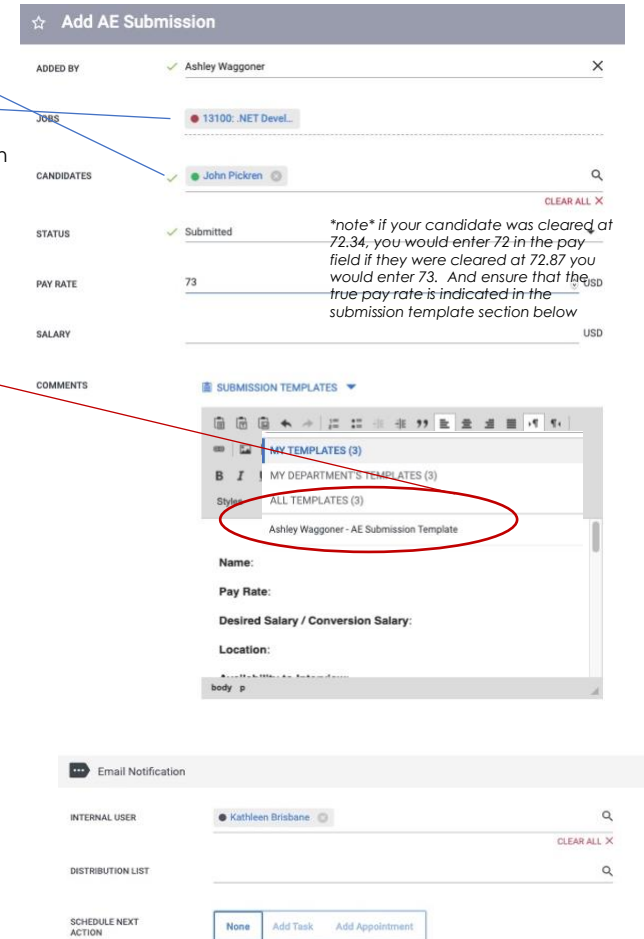 Add AE Submission
ADDED BY
Ashley Waggoner
JOBS
13100: .NET Devel...
n
CANDIDATES
John Pickren
CLEAR ALL X
STATUS
Submitted
*note* if your candidate was cleared at
72.34, you would enter 72 in the pay
field if they were cleared at 72.87 you
would enter 73. And ensure that the
true pay rate is indicated in the
submission template section below
PAY RATE
73
USD
SALARY
USD
COMMENTS
SUBMISSION TEMPLATES
MY TEMPLATES (3)
B I
MY DEPARTMENT'S TEMPLATES (3)
Styles
ALL TEMPLATES (3)
Ashley Waggoner - AE Submission Template
Name:
Pay Rate:
Desired Salary / Conversion Salary:
Location:
body p
Email Notification
INTERNAL USER
Kathleen Brisbane
CLEAR ALL X
DISTRIBUTION LIST
SCHEDULE NEXT
ACTION
None
Add Task
Add Appointment